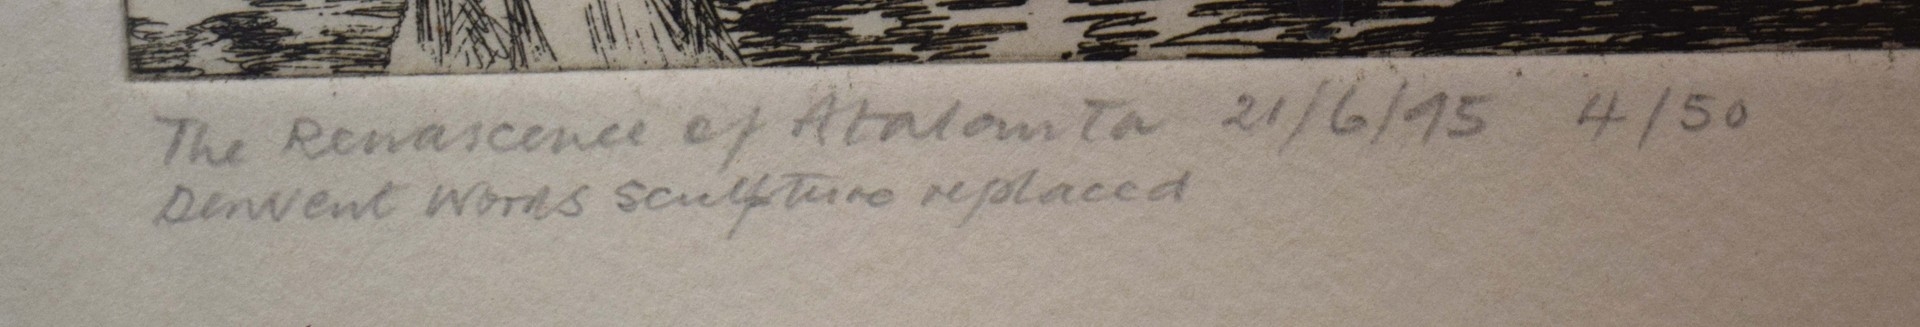 The Renascence of Atalanta 21/6/95 4/50
Derwent Words Sculpture replaced